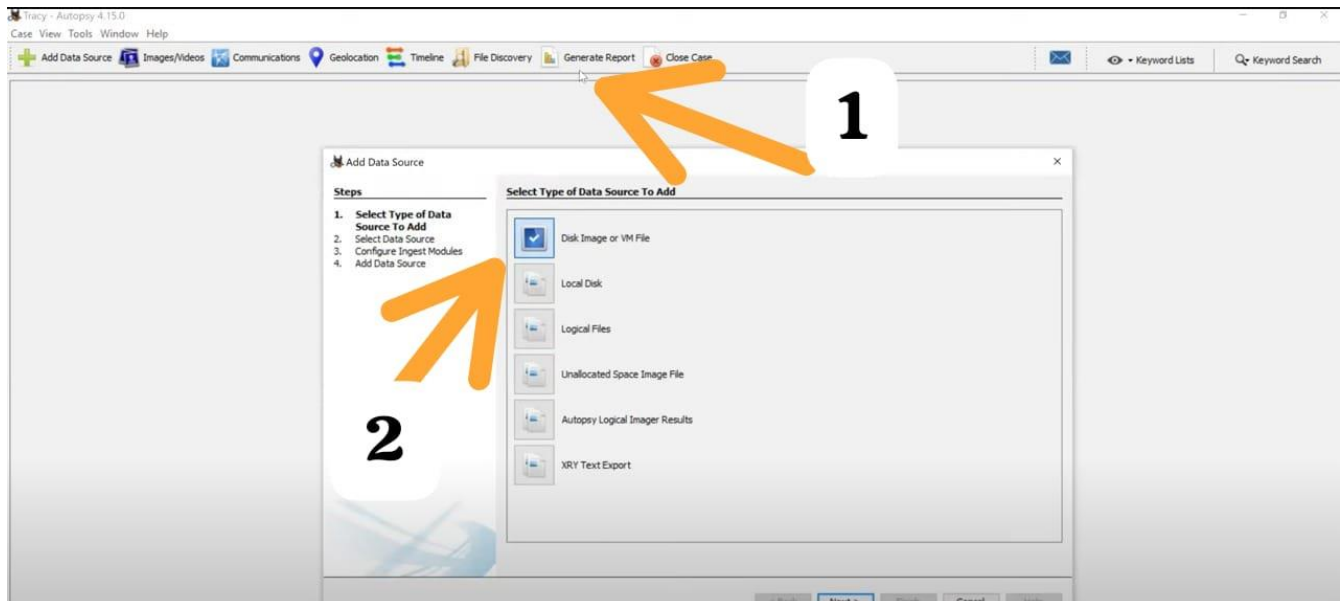 Tracy - Autopsy 4.15.0
Case View Tools Window Help
Add Data Source Images/Videos Communications Geolocation Timeline File Discovery Generate Report Close Case Keyword Lists Keyword Search
1
Add Data Source
Steps
Select Type of Data Source To Add
1. Select Type of Data
Source To Add
2. Select Data Source
3. Configure Ingest Modules
4. Add Data Source
Disk Image or VM File
Local Disk
Logical Files
Unallocated Space Image File
Autopsy Logical Imager Results
XRY Text Export
2
Next > Cancel